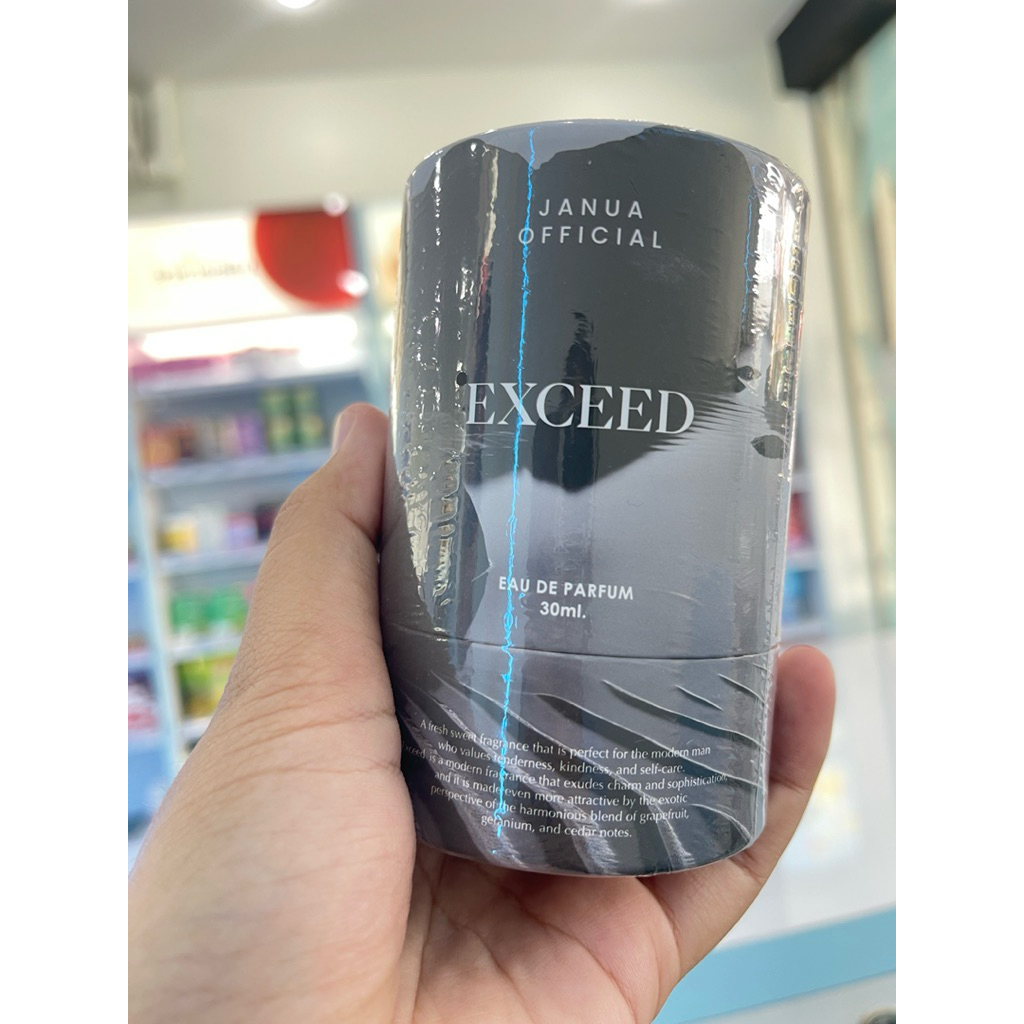 JANUA
OFFICIAL
EXCEED
EAU DE PARFUM
30ml.
A fresh sweet fragrance that is perfect for the modern man
who values tenderness, kindness, and self-care.
Exceed is a modern fragrance that exudes charm and sophistication,
and it is made even more attractive by the exotic
perspective of the harmonious blend of grapefruit,
geranium, and cedar notes.